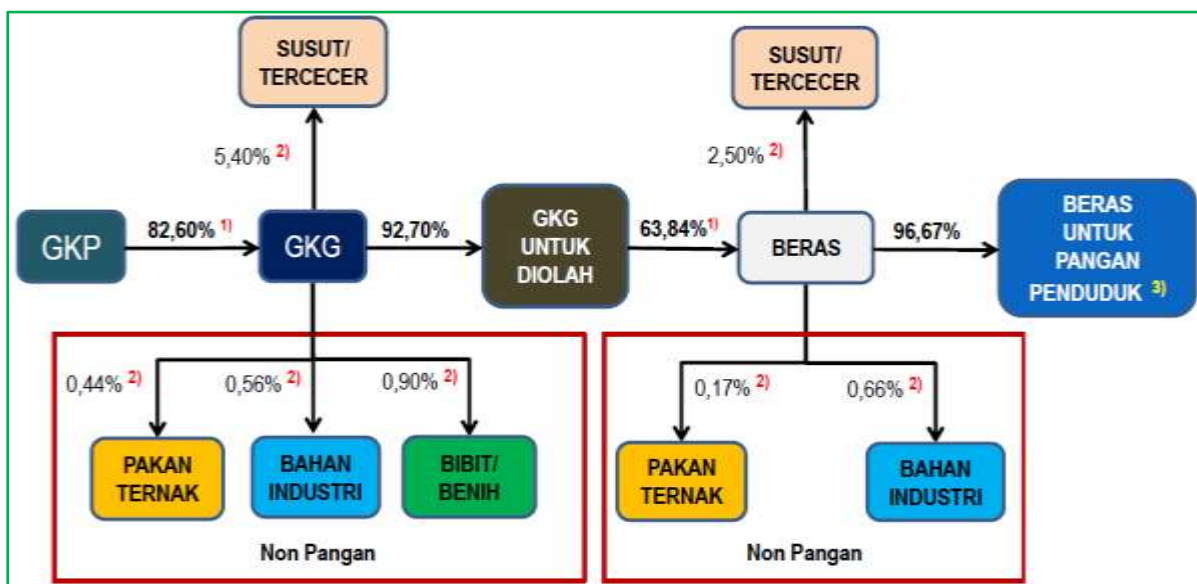 SUSUT/
TERCECER
SUSUT/
TERCECER
5,40% 2)
2,50% 2)
GKP
82,60% 1)
GKG
92,70%
GKG
UNTUK
DIOLAH
63,84%1)
BERAS
96,67%
BERAS
UNTUK
PANGAN
PENDUDUK 3)
0,44% 2)
0,56% 2)
0,90% 2)
0,17% 2)
0,66% 2)
PAKAN
TERNAK
BAHAN
INDUSTRI
BIBIT/
BENIH
PAKAN
TERNAK
BAHAN
INDUSTRI
Non Pangan
Non Pangan